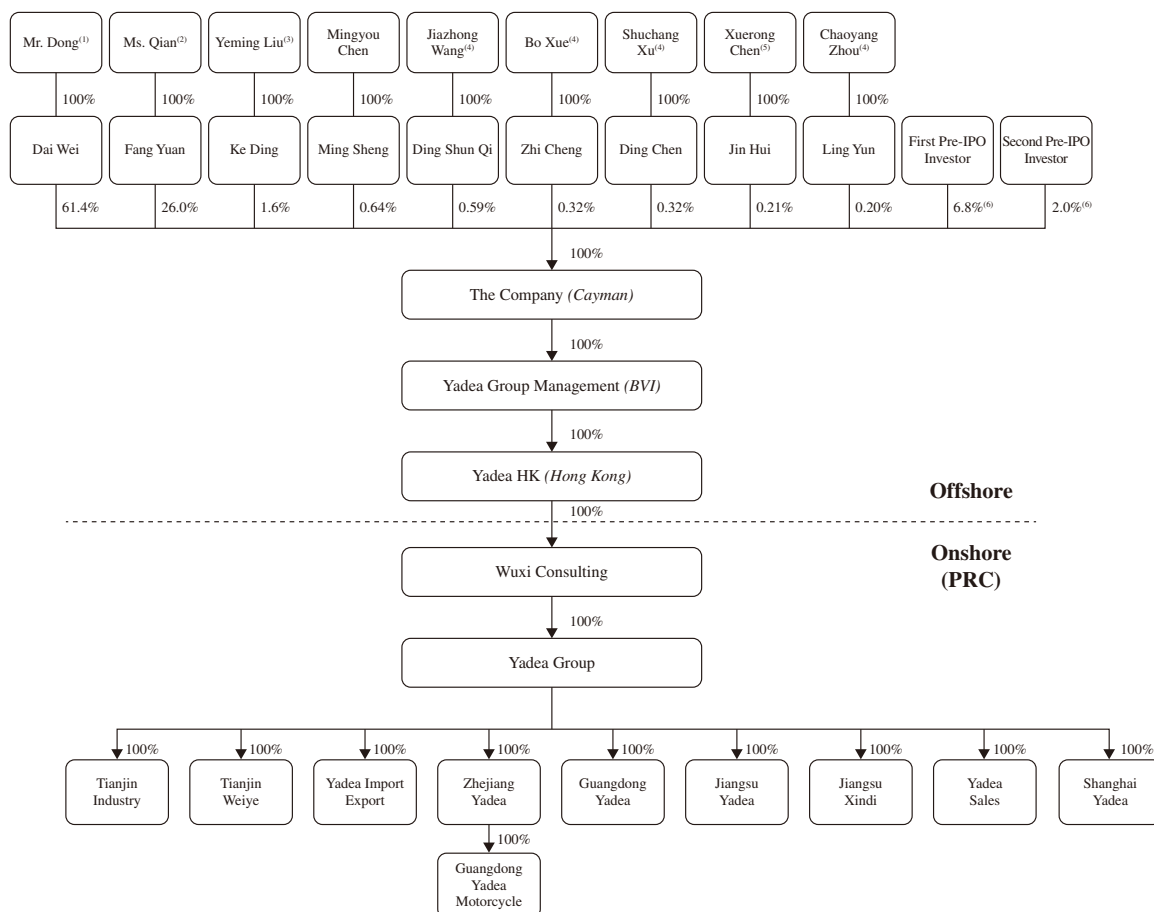 Mr. Dong(1)
Ms. Qian(2)
Yeming Liu(3)
Mingyou
Chen
Jiazhong
Wang(4)
Bo Xue(4)
Shuchang
Xu(4)
Xuerong
Chen(5)
Chaoyang
Zhou(4)
100%
100%
100%
100%
100%
100%
100%
100%
100%
Dai Wei
Fang Yuan
Ke Ding
Ming Sheng
Ding Shun Qi
Zhi Cheng
Ding Chen
Jin Hui
Ling Yun
First Pre-IPO
Investor
Second Pre-IPO
Investor
61.4%
26.0%
1.6%
0.64%
0.59%
0.32%
0.32%
0.21%
0.20%
6.8%(6)
2.0%(6)
100%
The Company (Cayman)
100%
Yadea Group Management (BVI)
100%
Yadea HK (Hong Kong)
Offshore
100%
Onshore
(PRC)
Wuxi Consulting
100%
Yadea Group
100%
100%
100%
100%
100%
100%
100%
100%
100%
Tianjin
Industry
Tianjin
Weiye
Yadea Import
Export
Zhejiang
Yadea
Guangdong
Yadea
Jiangsu
Yadea
Jiangsu
Xindi
Yadea
Sales
Shanghai
Yadea
100%
Guangdong
Yadea
Motorcycle